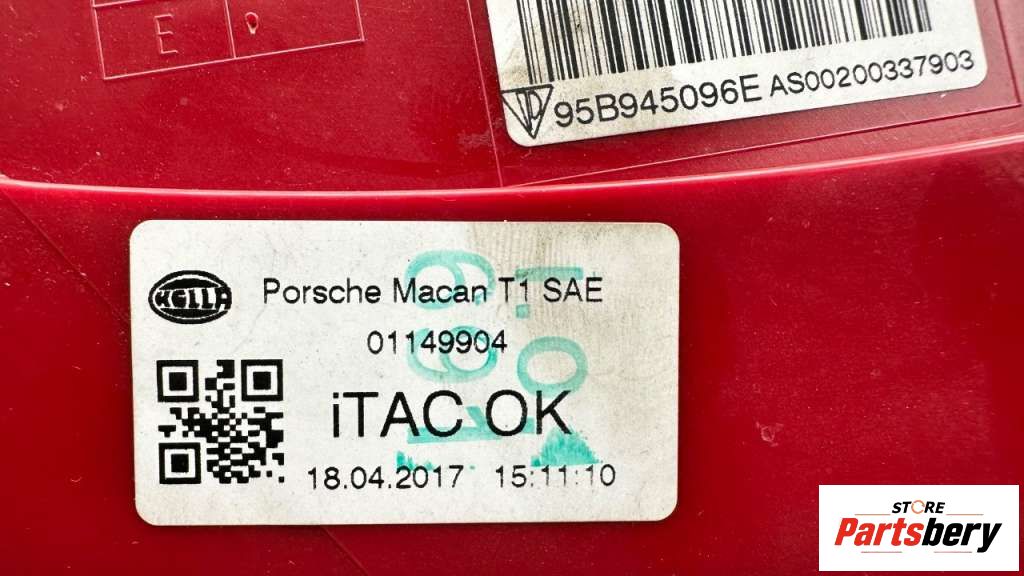 E
95B945096E AS00200337903
HELLA
Porsche Macan T1 SAE
01149904
iTAC OK
18.04.2017 15:11:10
STORE
Partsbery